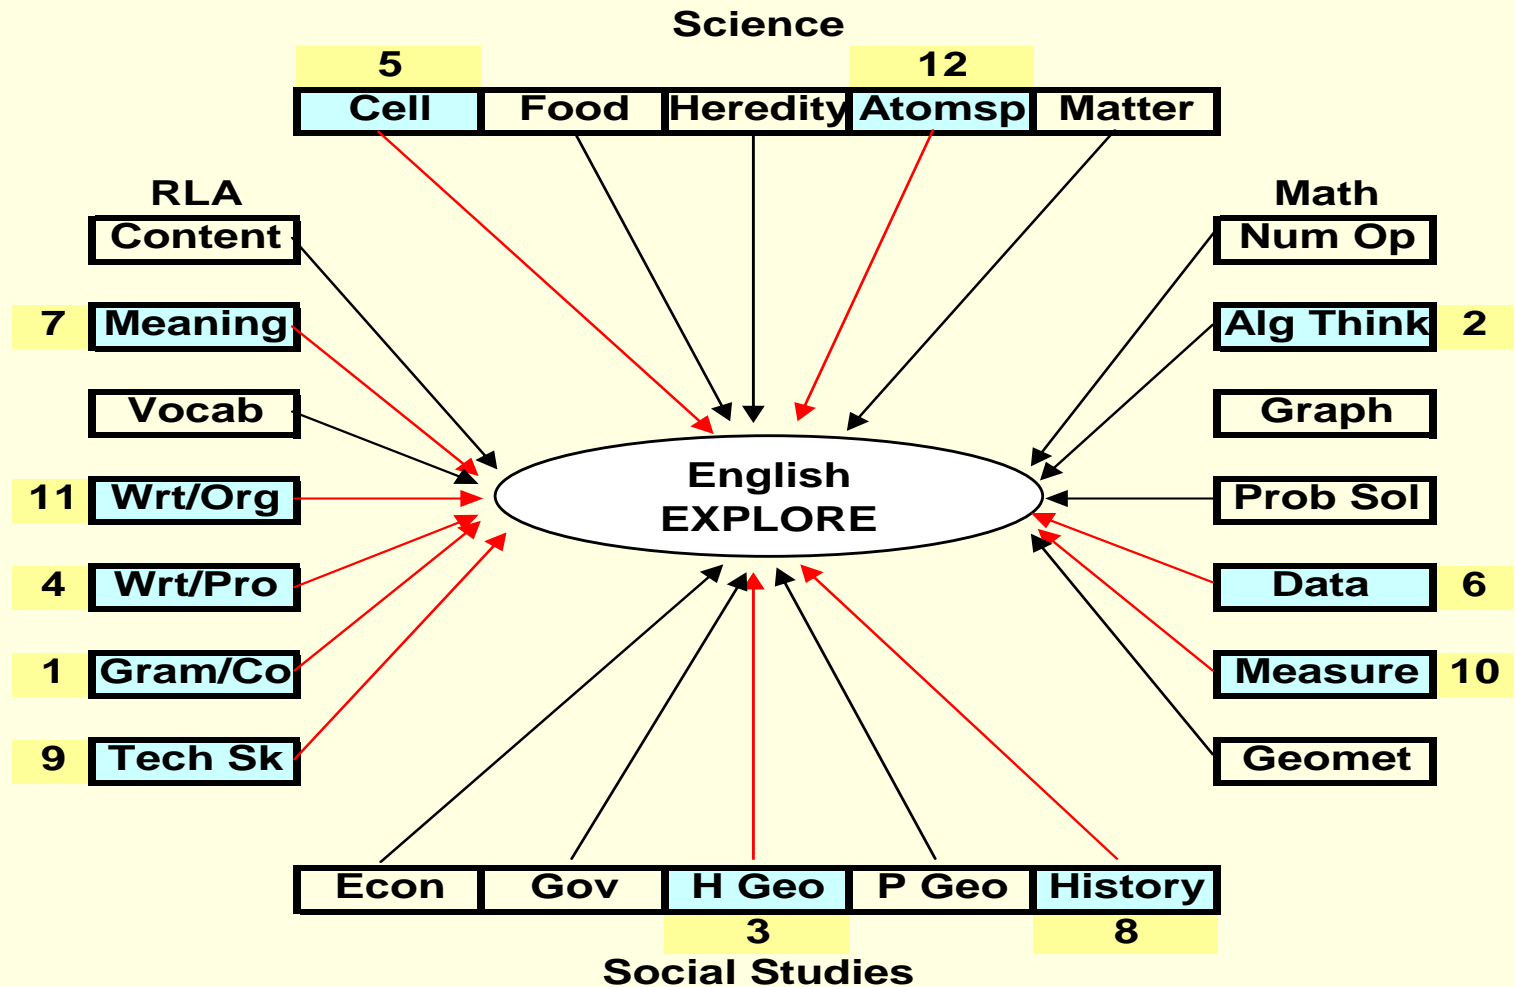 Science
5 12
Cell Food Heredity Atomsp Matter
RLA
Content
7 Meaning
Vocab
11 Wrt/Org
4 Wrt/Pro
1 Gram/Co
9 Tech Sk
English
EXPLORE
Math
Num Op
Alg Think 2
Graph
Prob Sol
Data 6
Measure 10
Geomet
Econ Gov H Geo P Geo History
3 8
Social Studies